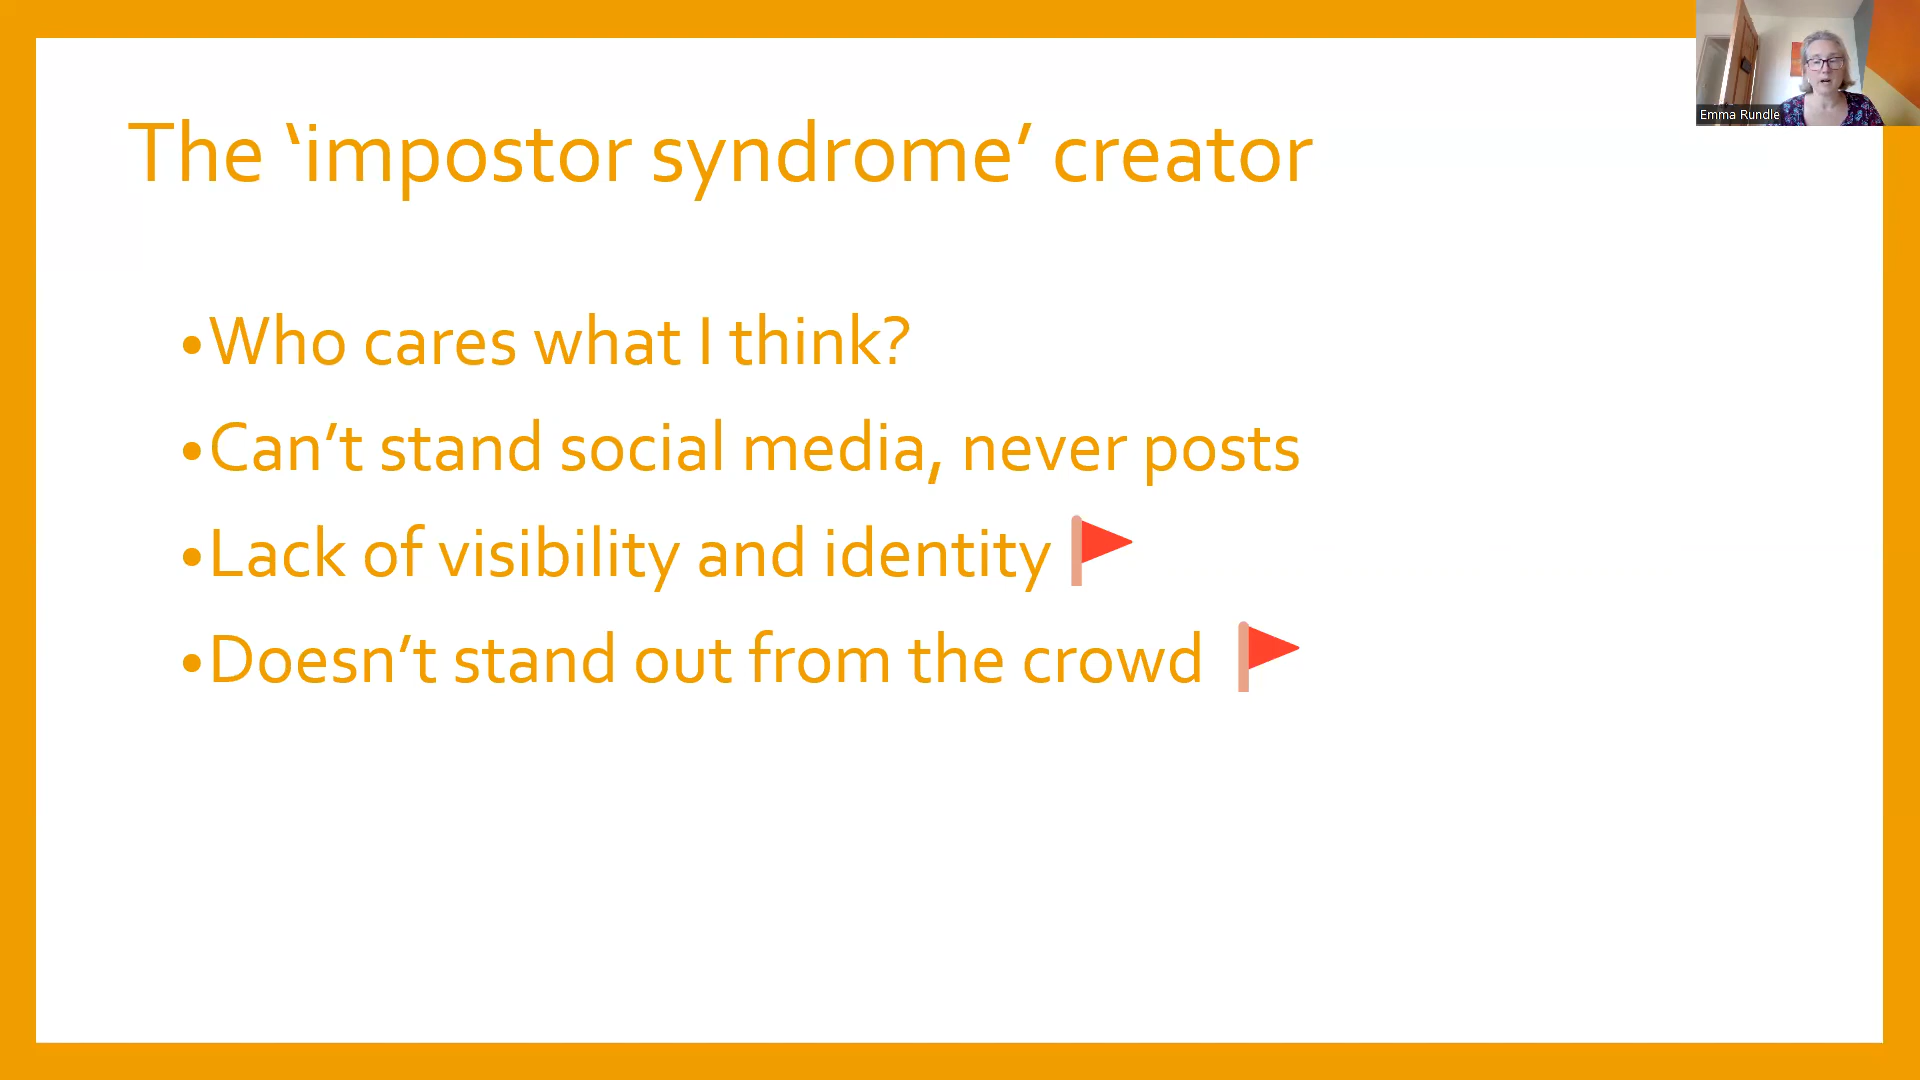 Emma Rundle
The ‘impostor syndrome’ creator
•Who cares what I think?
•Can’t stand social media, never posts
•Lack of visibility and identity
•Doesn’t stand out from the crowd